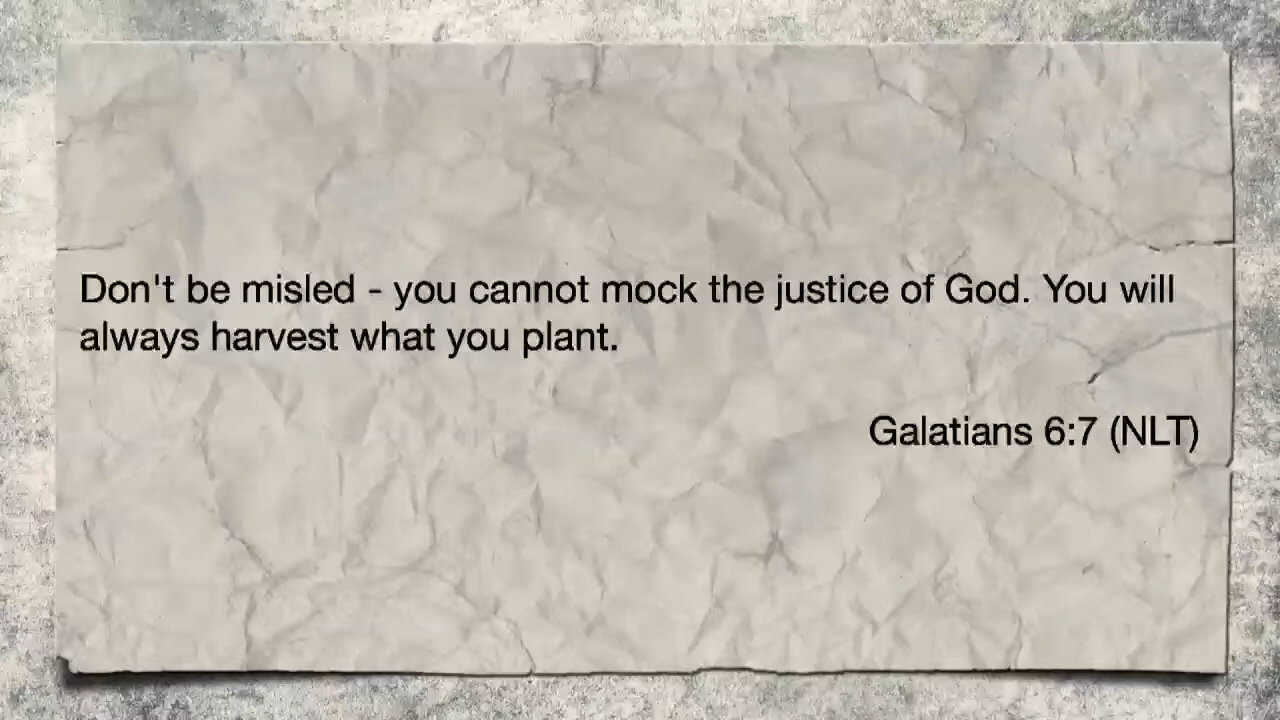 Don't be misled - you cannot mock the justice of God. You will
always harvest what you plant.
Galatians 6:7 (NLT)